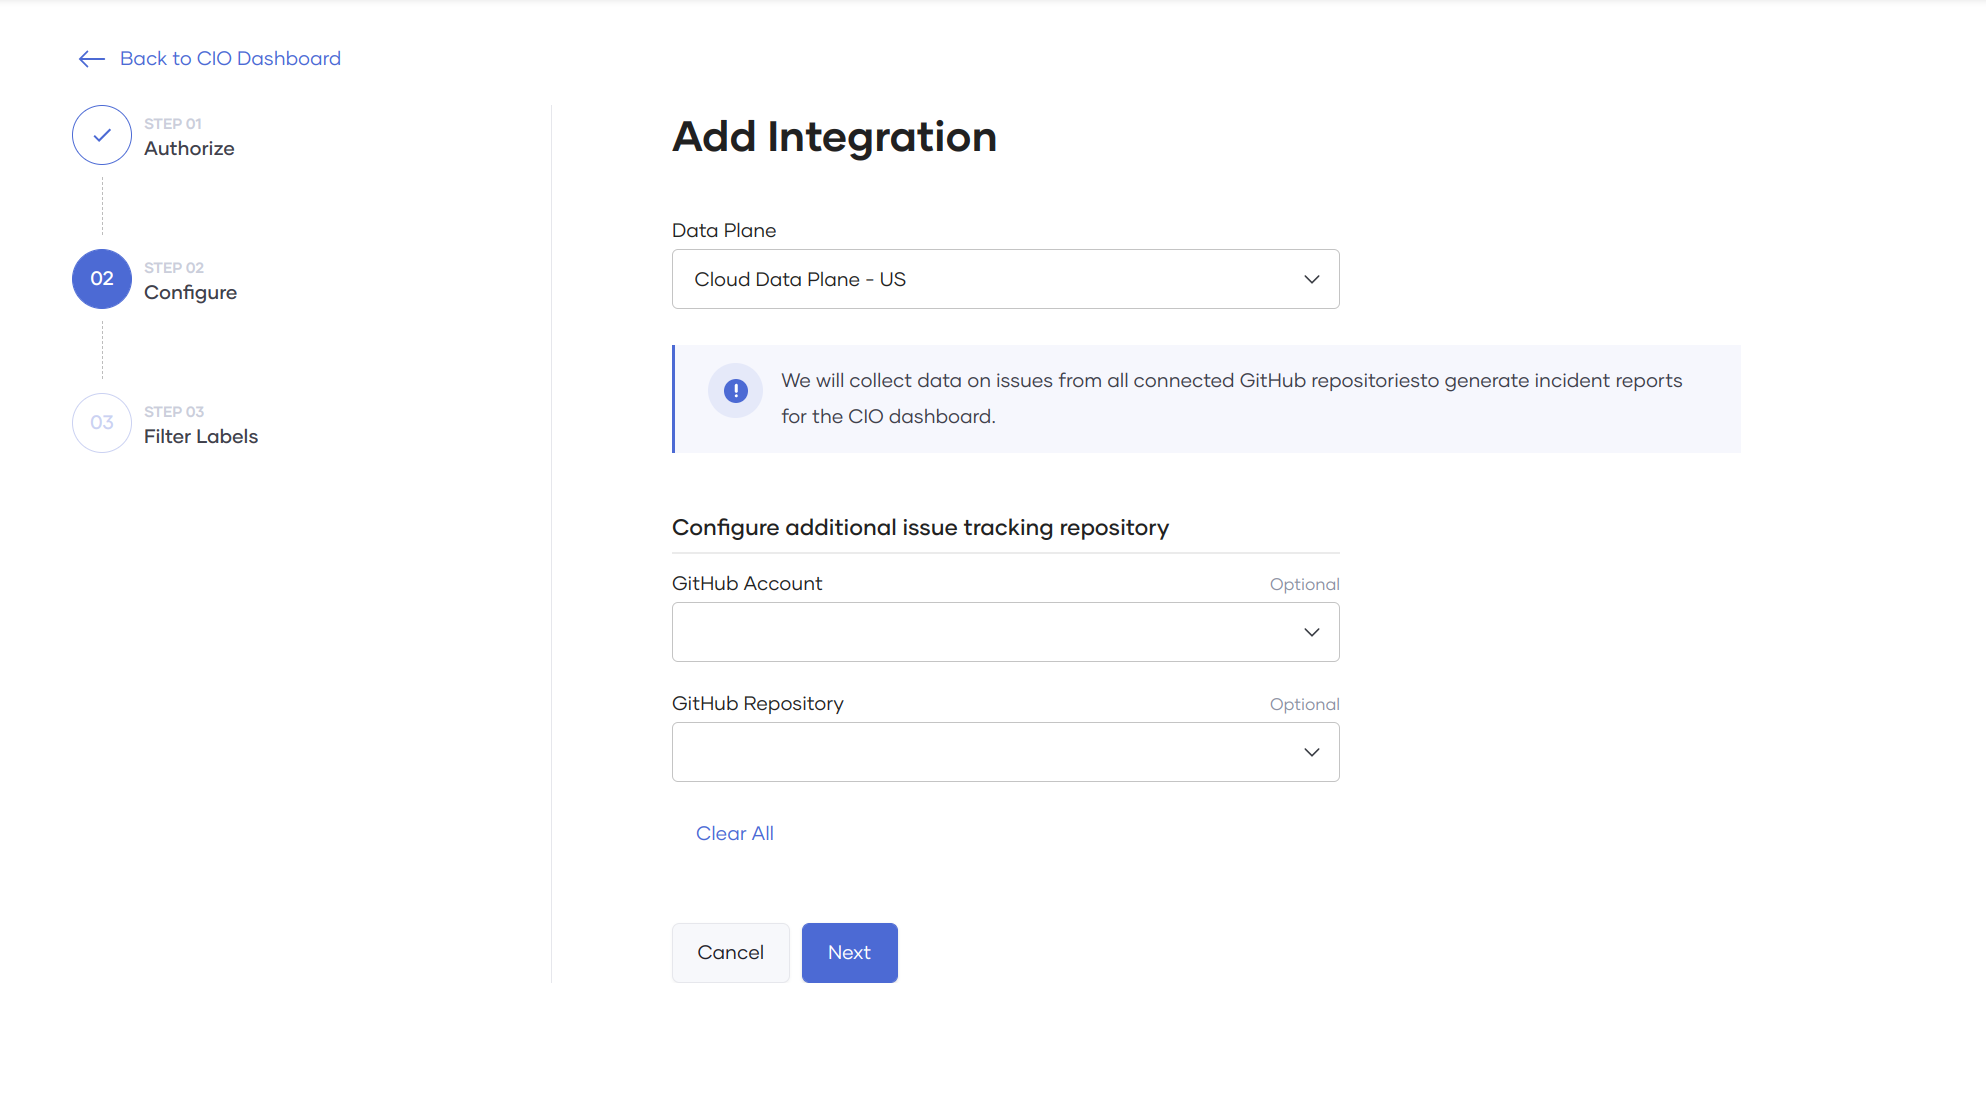 Back to CIO Dashboard
STEP 01
Authorize
02
STEP 02
Configure
03
STEP 03
Filter Labels
Add Integration
Data Plane
Cloud Data Plane - US
We will collect data on issues from all connected GitHub repositoriesto generate incident reports
for the CIO dashboard.
Configure additional issue tracking repository
GitHub Account
Optional
GitHub Repository
Optional
Clear All
Cancel
Next